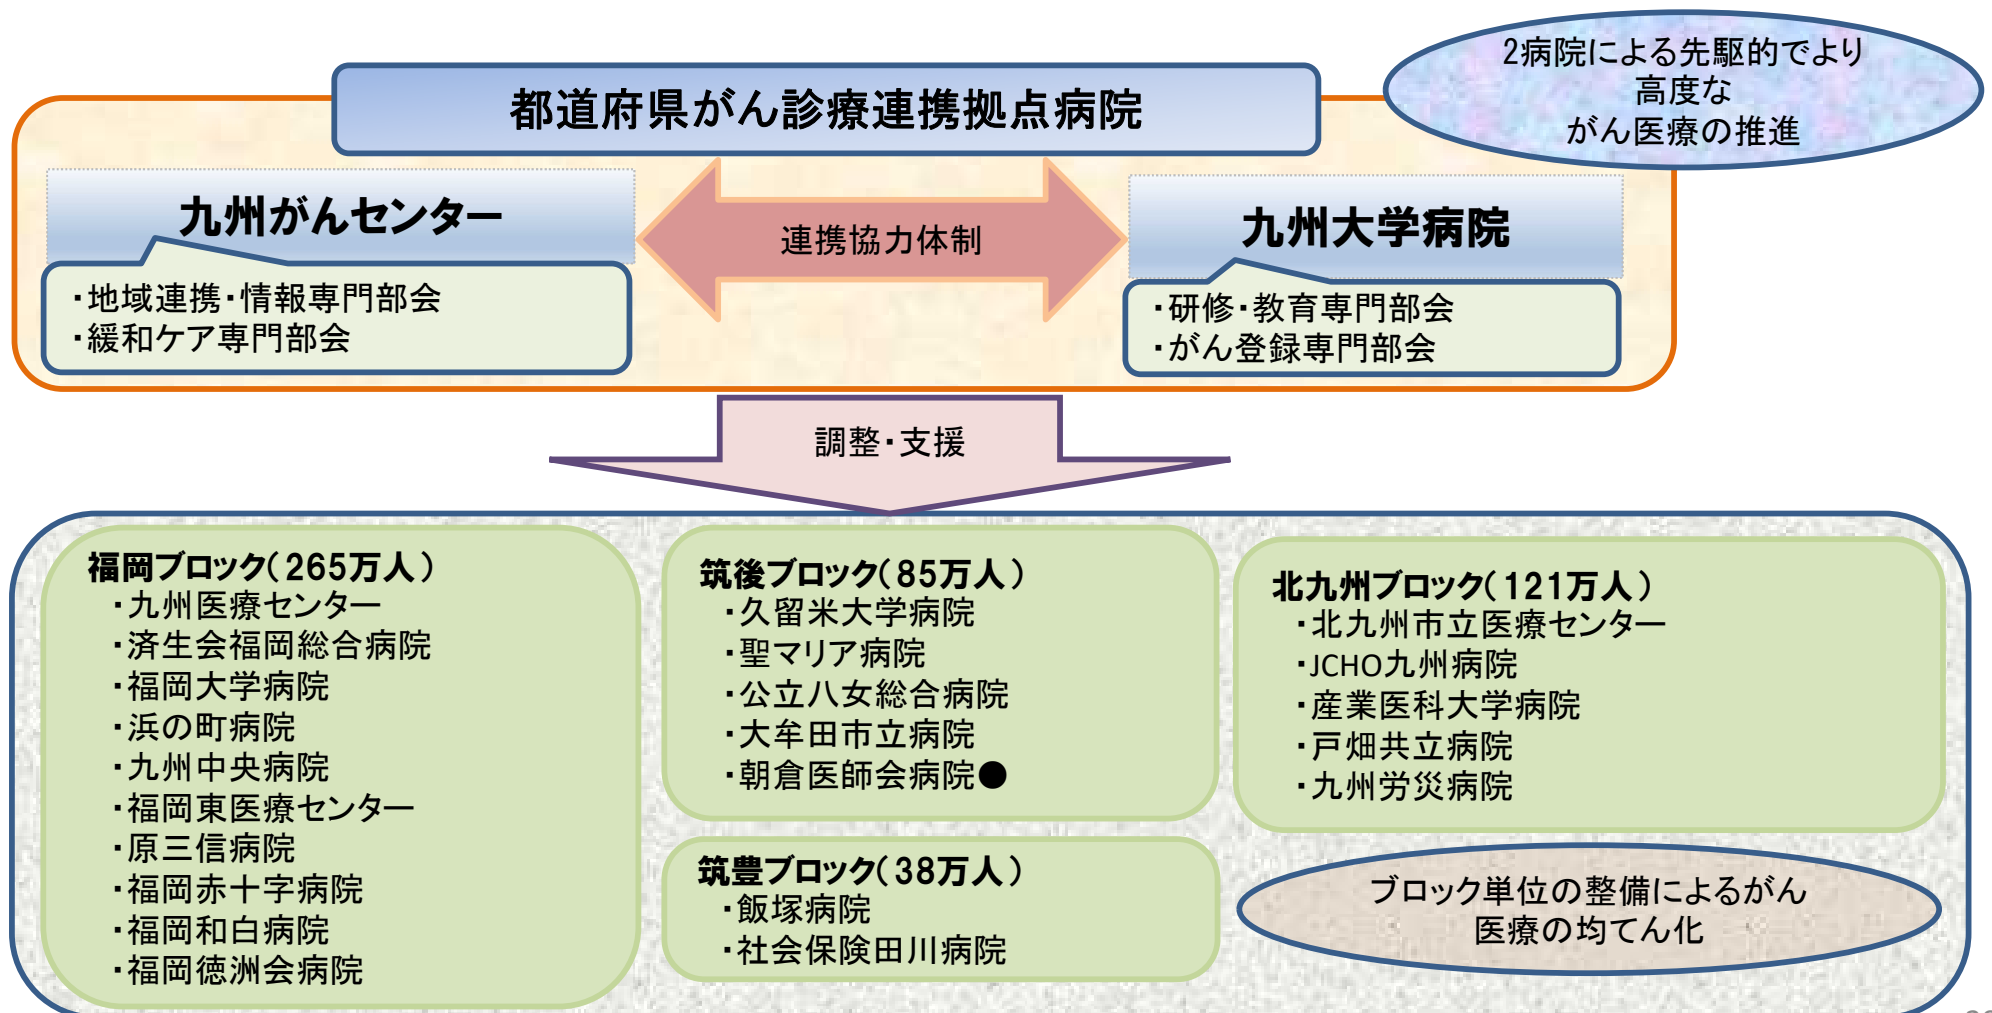 2病院による先駆的でより
高度な
がん医療の推進
都道府県がん診療連携拠点病院
九州がんセンター
・地域連携・情報専門部会
・緩和ケア専門部会
連携協力体制
九州大学病院
・研修・教育専門部会
・がん登録専門部会
調整・支援
福岡ブロック(265万人)
・九州医療センター
・済生会福岡総合病院
・福岡大学病院
・浜の町病院
・九州中央病院
・福岡東医療センター
・原三信病院
・福岡赤十字病院
・福岡和白病院
・福岡徳洲会病院
筑後ブロック(85万人)
・久留米大学病院
・聖マリア病院
・公立八女総合病院
・大牟田市立病院
・朝倉医師会病院●
筑豊ブロック(38万人)
・飯塚病院
・社会保険田川病院
北九州ブロック(121万人)
・北九州市立医療センター
・JCHO九州病院
・産業医科大学病院
・戸畑共立病院
・九州労災病院
ブロック単位の整備によるがん
医療の均てん化